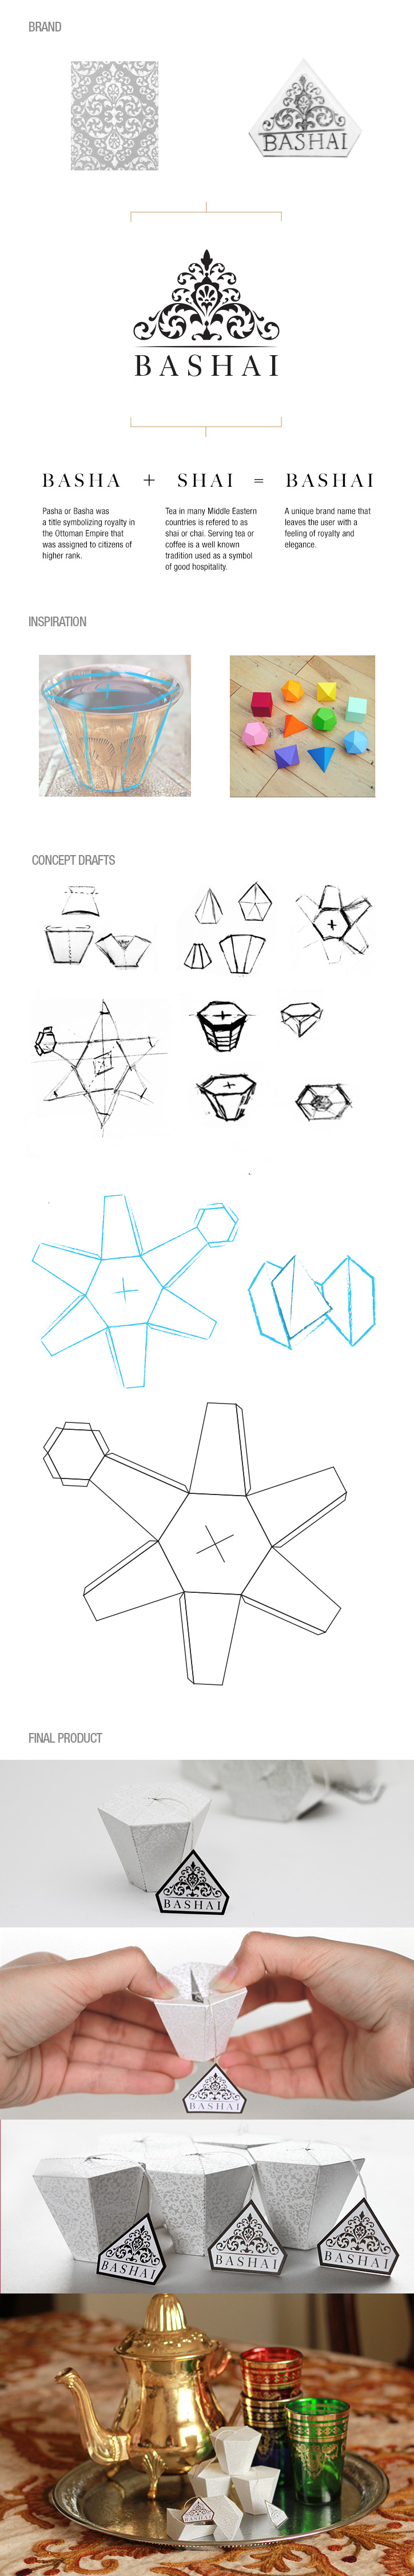 BRAND
BASHAI
BASHAI
BASHA + SHAI = BASHAI
Pasha or Basha was
a title symbolizing royalty in
the Ottoman Empire that
was assigned to citizens of
higher rank.
Tea in many Middle Eastern
countries is refered to as
shai or chai. Serving tea or
coffee is a well known
tradition used as a symbol
of good hospitality.
A unique brand name that
leaves the user with a
feeling of royalty and
elegance.
INSPIRATION
CONCEPT DRAFTS
FINAL PRODUCT
BASHAI
BASHAI
BASHAI
BASHAI
BASHAI